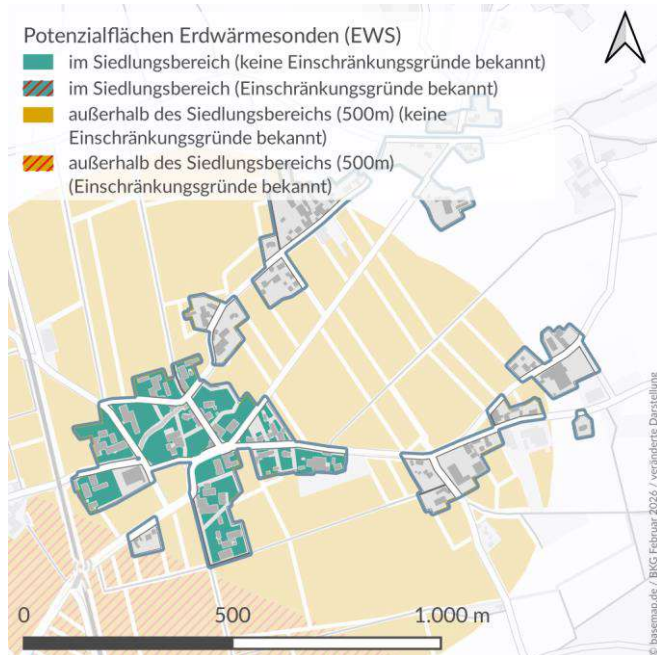 Potenzialflächen Erdwärmesonden (EWS)
im Siedlungsbereich (keine Einschränkungsgründe bekannt)
im Siedlungsbereich (Einschränkungsgründe bekannt)
außerhalb des Siedlungsbereichs (500m) (keine
Einschränkungsgründe bekannt)
außerhalb des Siedlungsbereichs (500m)
(Einschränkungsgründe bekannt)
© basemap.de / BKG Februar 2026 / veränderte Darstellung
0 500 1.000 m